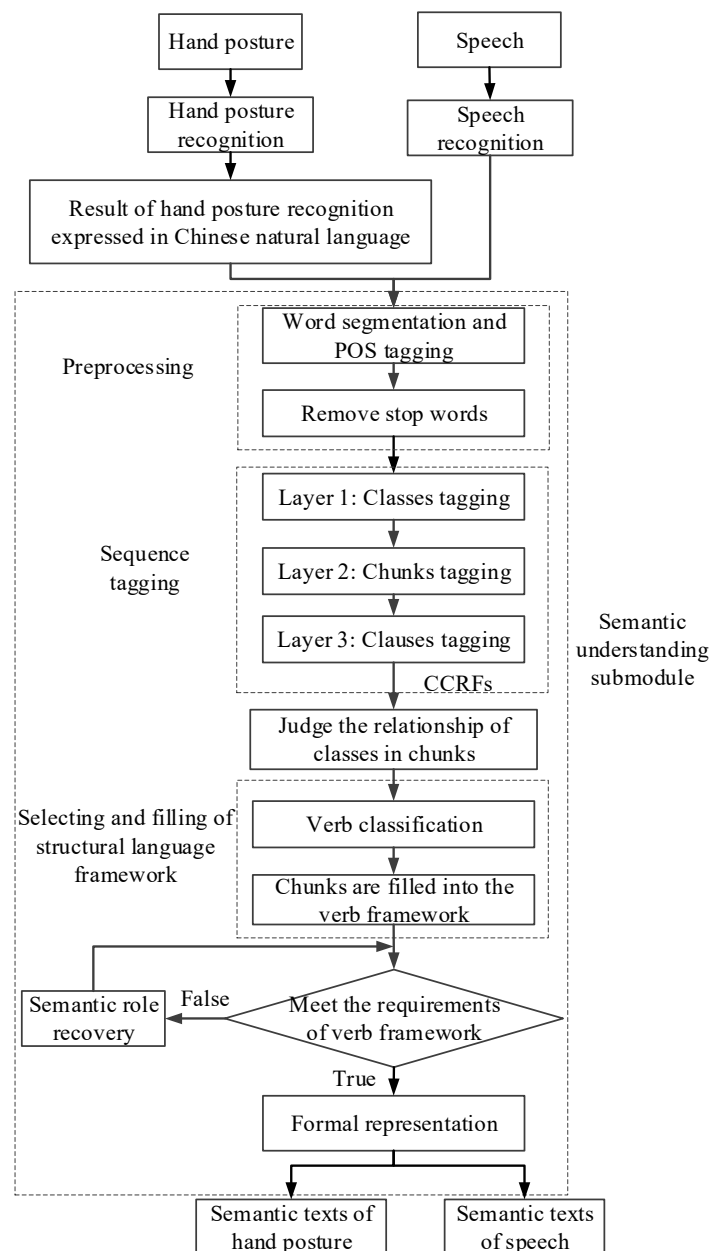 Hand posture
Speech
Hand posture
recognition
Speech
recognition
Result of hand posture recognition
expressed in Chinese natural language
Word segmentation and
POS tagging
Preprocessing
Remove stop words
Layer 1: Classes tagging
Sequence
tagging
Layer 2: Chunks tagging
Layer 3: Clauses tagging
Semantic
understanding
submodule
CCRFs
Judge the relationship of
classes in chunks
Selecting and filling of
structural language
framework
Verb classification
Chunks are filled into the
verb framework
False
Semantic role
recovery
Meet the requirements
of verb framework
True
Formal representation
Semantic texts of
hand posture
Semantic texts
of speech